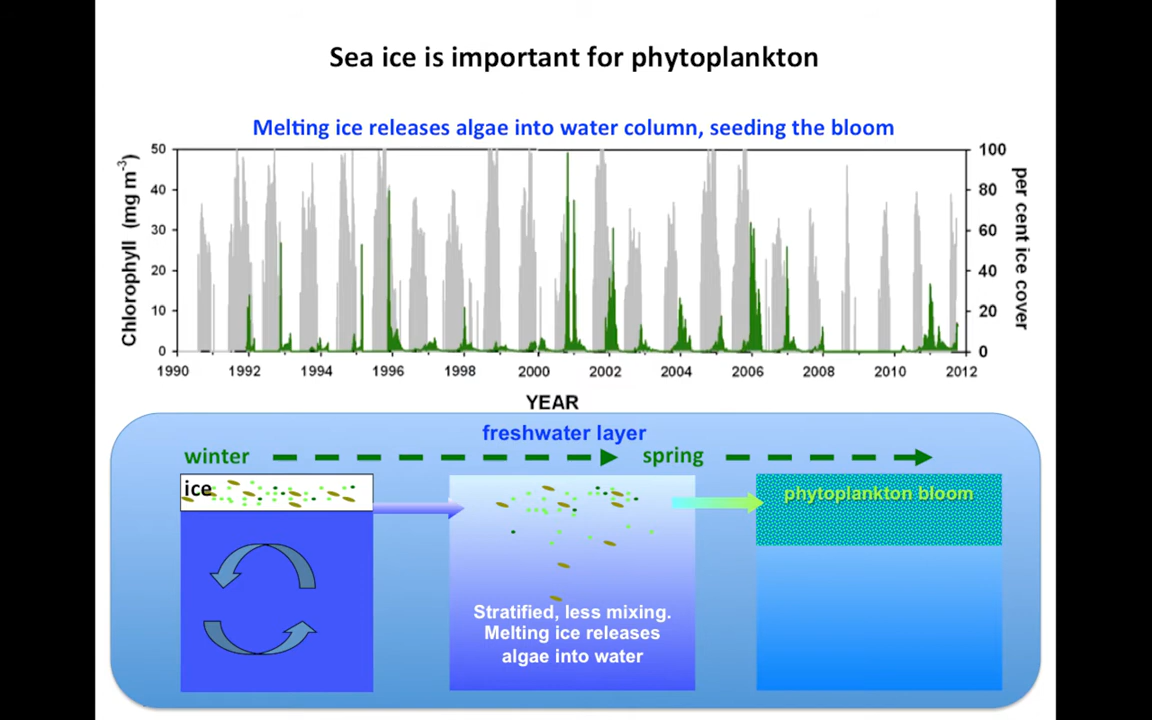 Sea ice is important for phytoplankton
Melting ice releases algae into water column, seeding the bloom
Chlorophyll (mg m-3)
50
40
30
20
10
0
100
80
60
40
20
0
per cent ice cover
1990 1992 1994 1996 1998 2000 2002 2004 2006 2008 2010 2012
YEAR
freshwater layer
winter
spring
ice
phytoplankton bloom
Stratified, less mixing.
Melting ice releases
algae into water